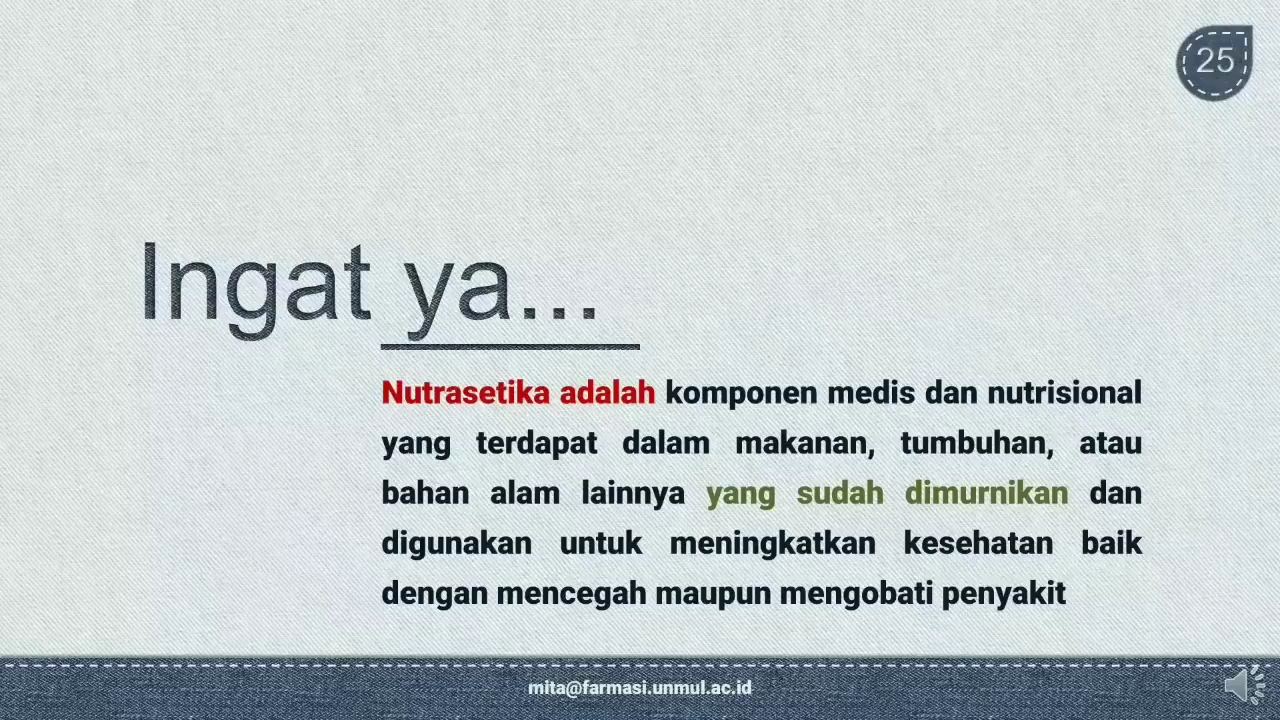 25
Ingat ya...
Nutrasetika adalah komponen medis dan nutrisional
yang terdapat dalam makanan, tumbuhan, atau
bahan alam lainnya yang sudah dimurnikan dan
digunakan untuk meningkatkan kesehatan baik
dengan mencegah maupun mengobati penyakit
mita@farmasi.unmul.ac.id